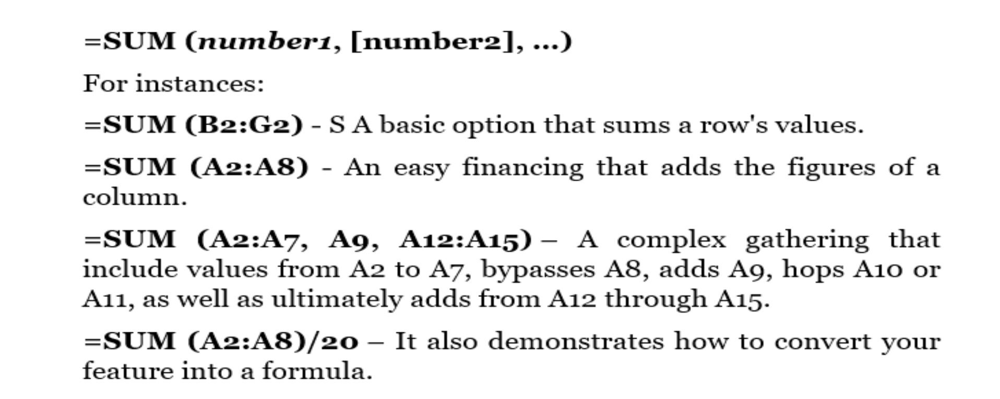 =SUM (number1, [number2], ...)
For instances:
=SUM (B2:G2) - S A basic option that sums a row's values.
=SUM (A2:A8) - An easy financing that adds the figures of a
column.
=SUM (A2:A7, A9, A12:A15) – A complex gathering that
include values from A2 to A7, bypasses A8, adds A9, hops A10 or
A11, as well as ultimately adds from A12 through A15.
=SUM (A2:A8)/20 – It also demonstrates how to convert your
feature into a formula.